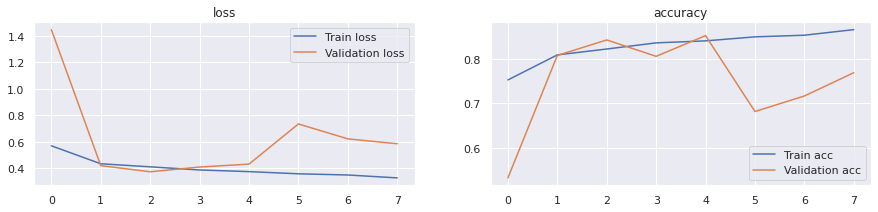 loss
1.4
1.2
1.0
0.8
0.6
0.4
0 1 2 3 4 5 6 7
Train loss
Validation loss
accuracy
0.8
0.7
0.6
0 1 2 3 4 5 6 7
Train acc
Validation acc